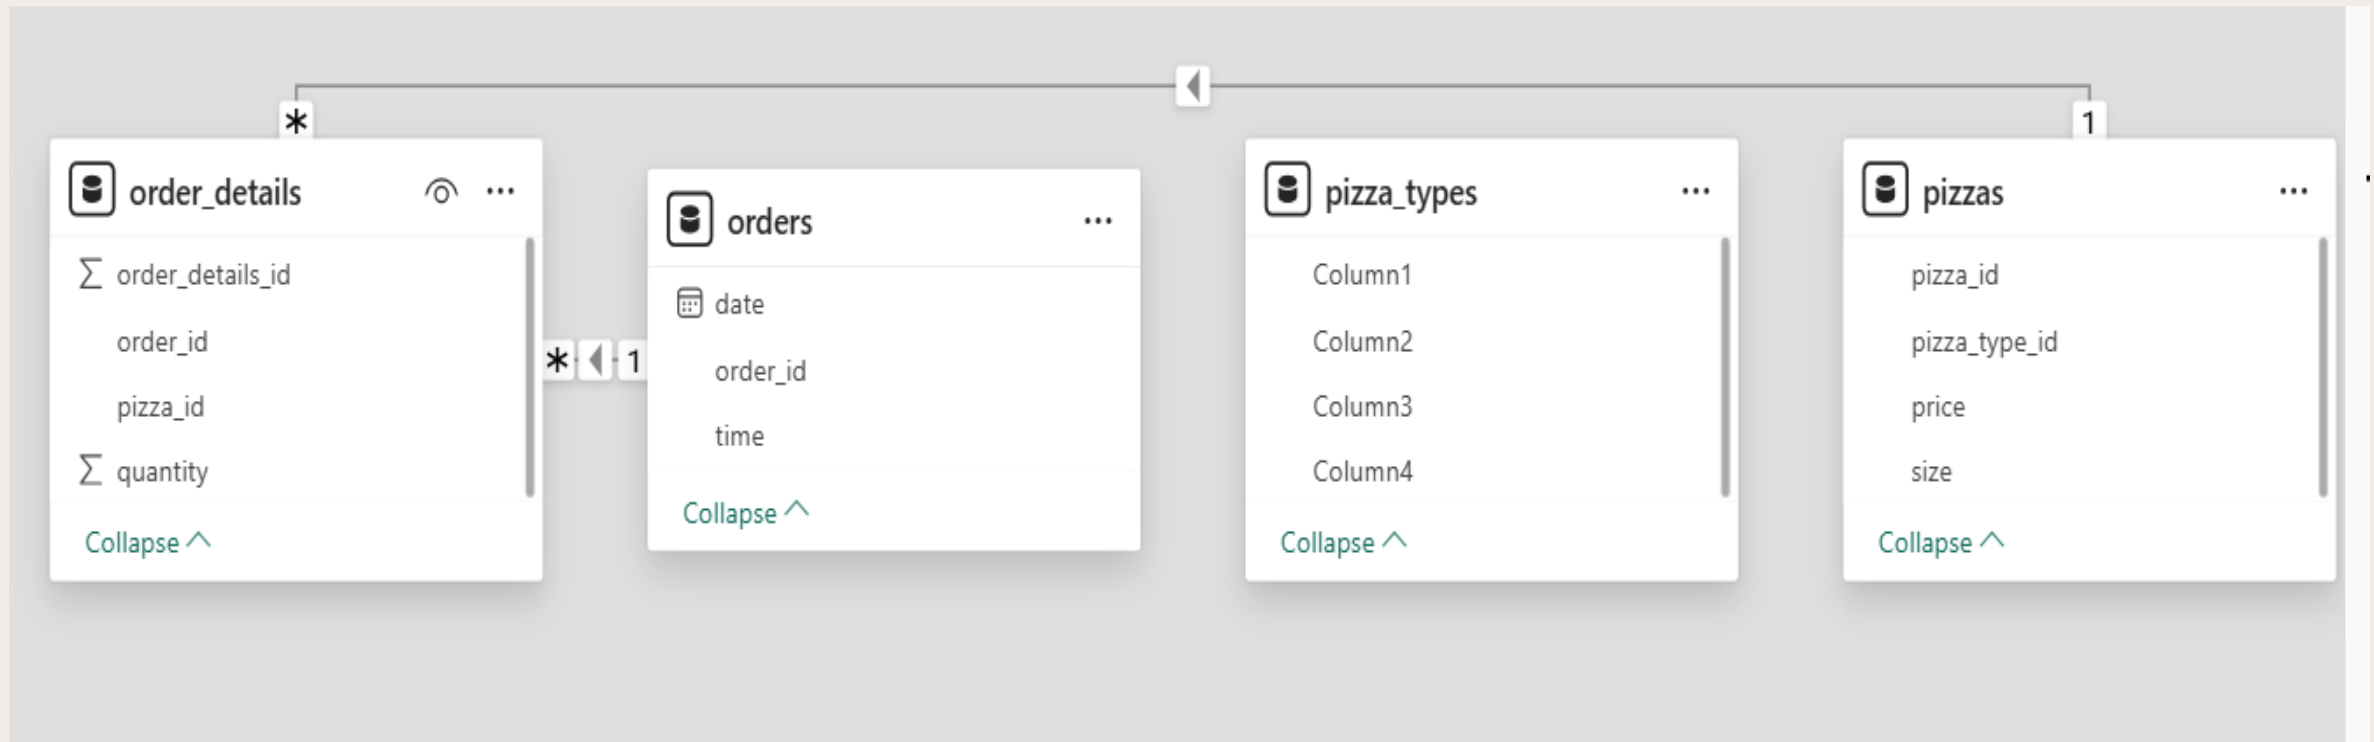 * 1
order_details ...
order_details_id
order_id
pizza_id
quantity
Collapse
* 1
orders ...
date
order_id
time
Collapse
pizza_types ...
Column1
Column2
Column3
Column4
Collapse
pizzas ...
pizza_id
pizza_type_id
price
size
Collapse